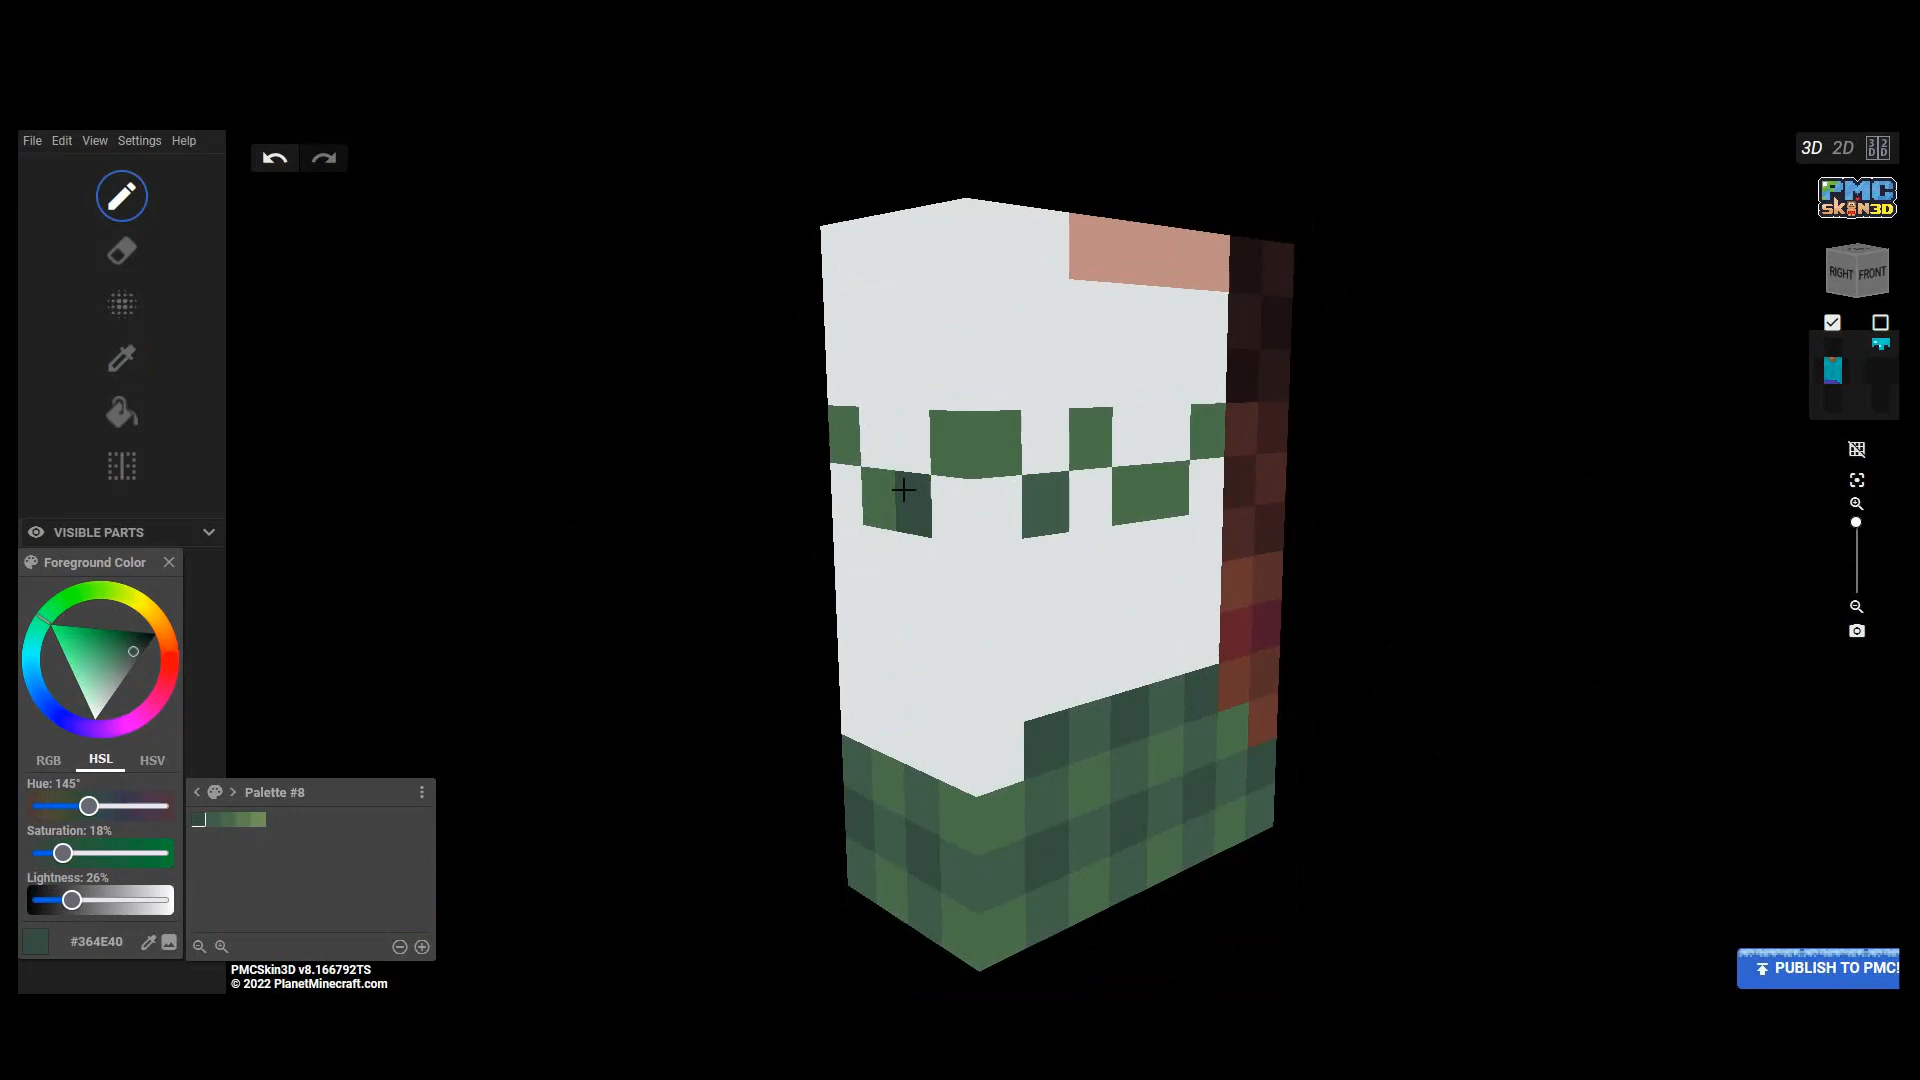 File Edit View Settings Help
3D 2D
PMC
SKIN3D
RIGHT FRONT
VISIBLE PARTS
Foreground Color
RGB HSL HSV
Hue: 145°
Saturation: 18%
Lightness: 26%
#364E40
Palette #8
PMCSkin3D v8.166792TS
© 2022 PlanetMinecraft.com
PUBLISH TO PMC!